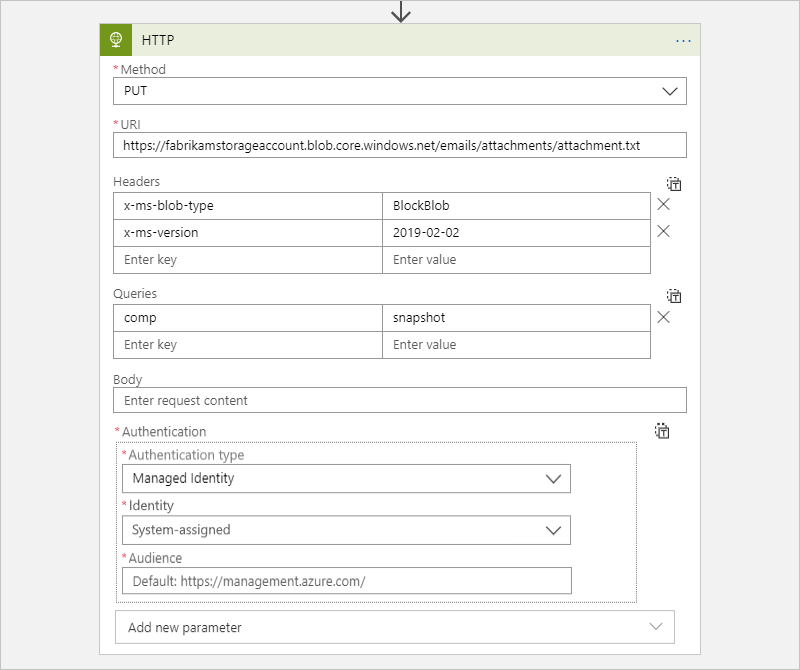 HTTP ...
*Method
PUT
*URI
https://fabrikamstorageaccount.blob.core.windows.net/emails/attachments/attachment.txt
Headers
x-ms-blob-type BlockBlob
x-ms-version 2019-02-02
Enter key Enter value
Queries
comp snapshot
Enter key Enter value
Body
Enter request content
*Authentication
*Authentication type
Managed Identity
*Identity
System-assigned
*Audience
Default: https://management.azure.com/
Add new parameter